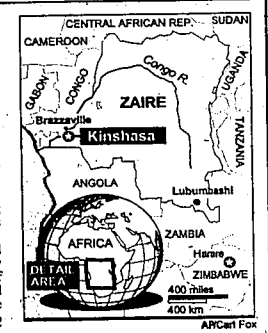 CENTRAL AFRICAN REP.
SUDAN
CAMEROON
GABON
CONGO
Congo R.
UGANDA
ZAIRE
Brazzaville
Kinshasa
TANZANIA
ANGOLA
Lubumbashi
AFRICA
ZAMBIA
Harare
DETAIL
AREA
ZIMBABWE
400 miles
400 km
AP/Carl Fox